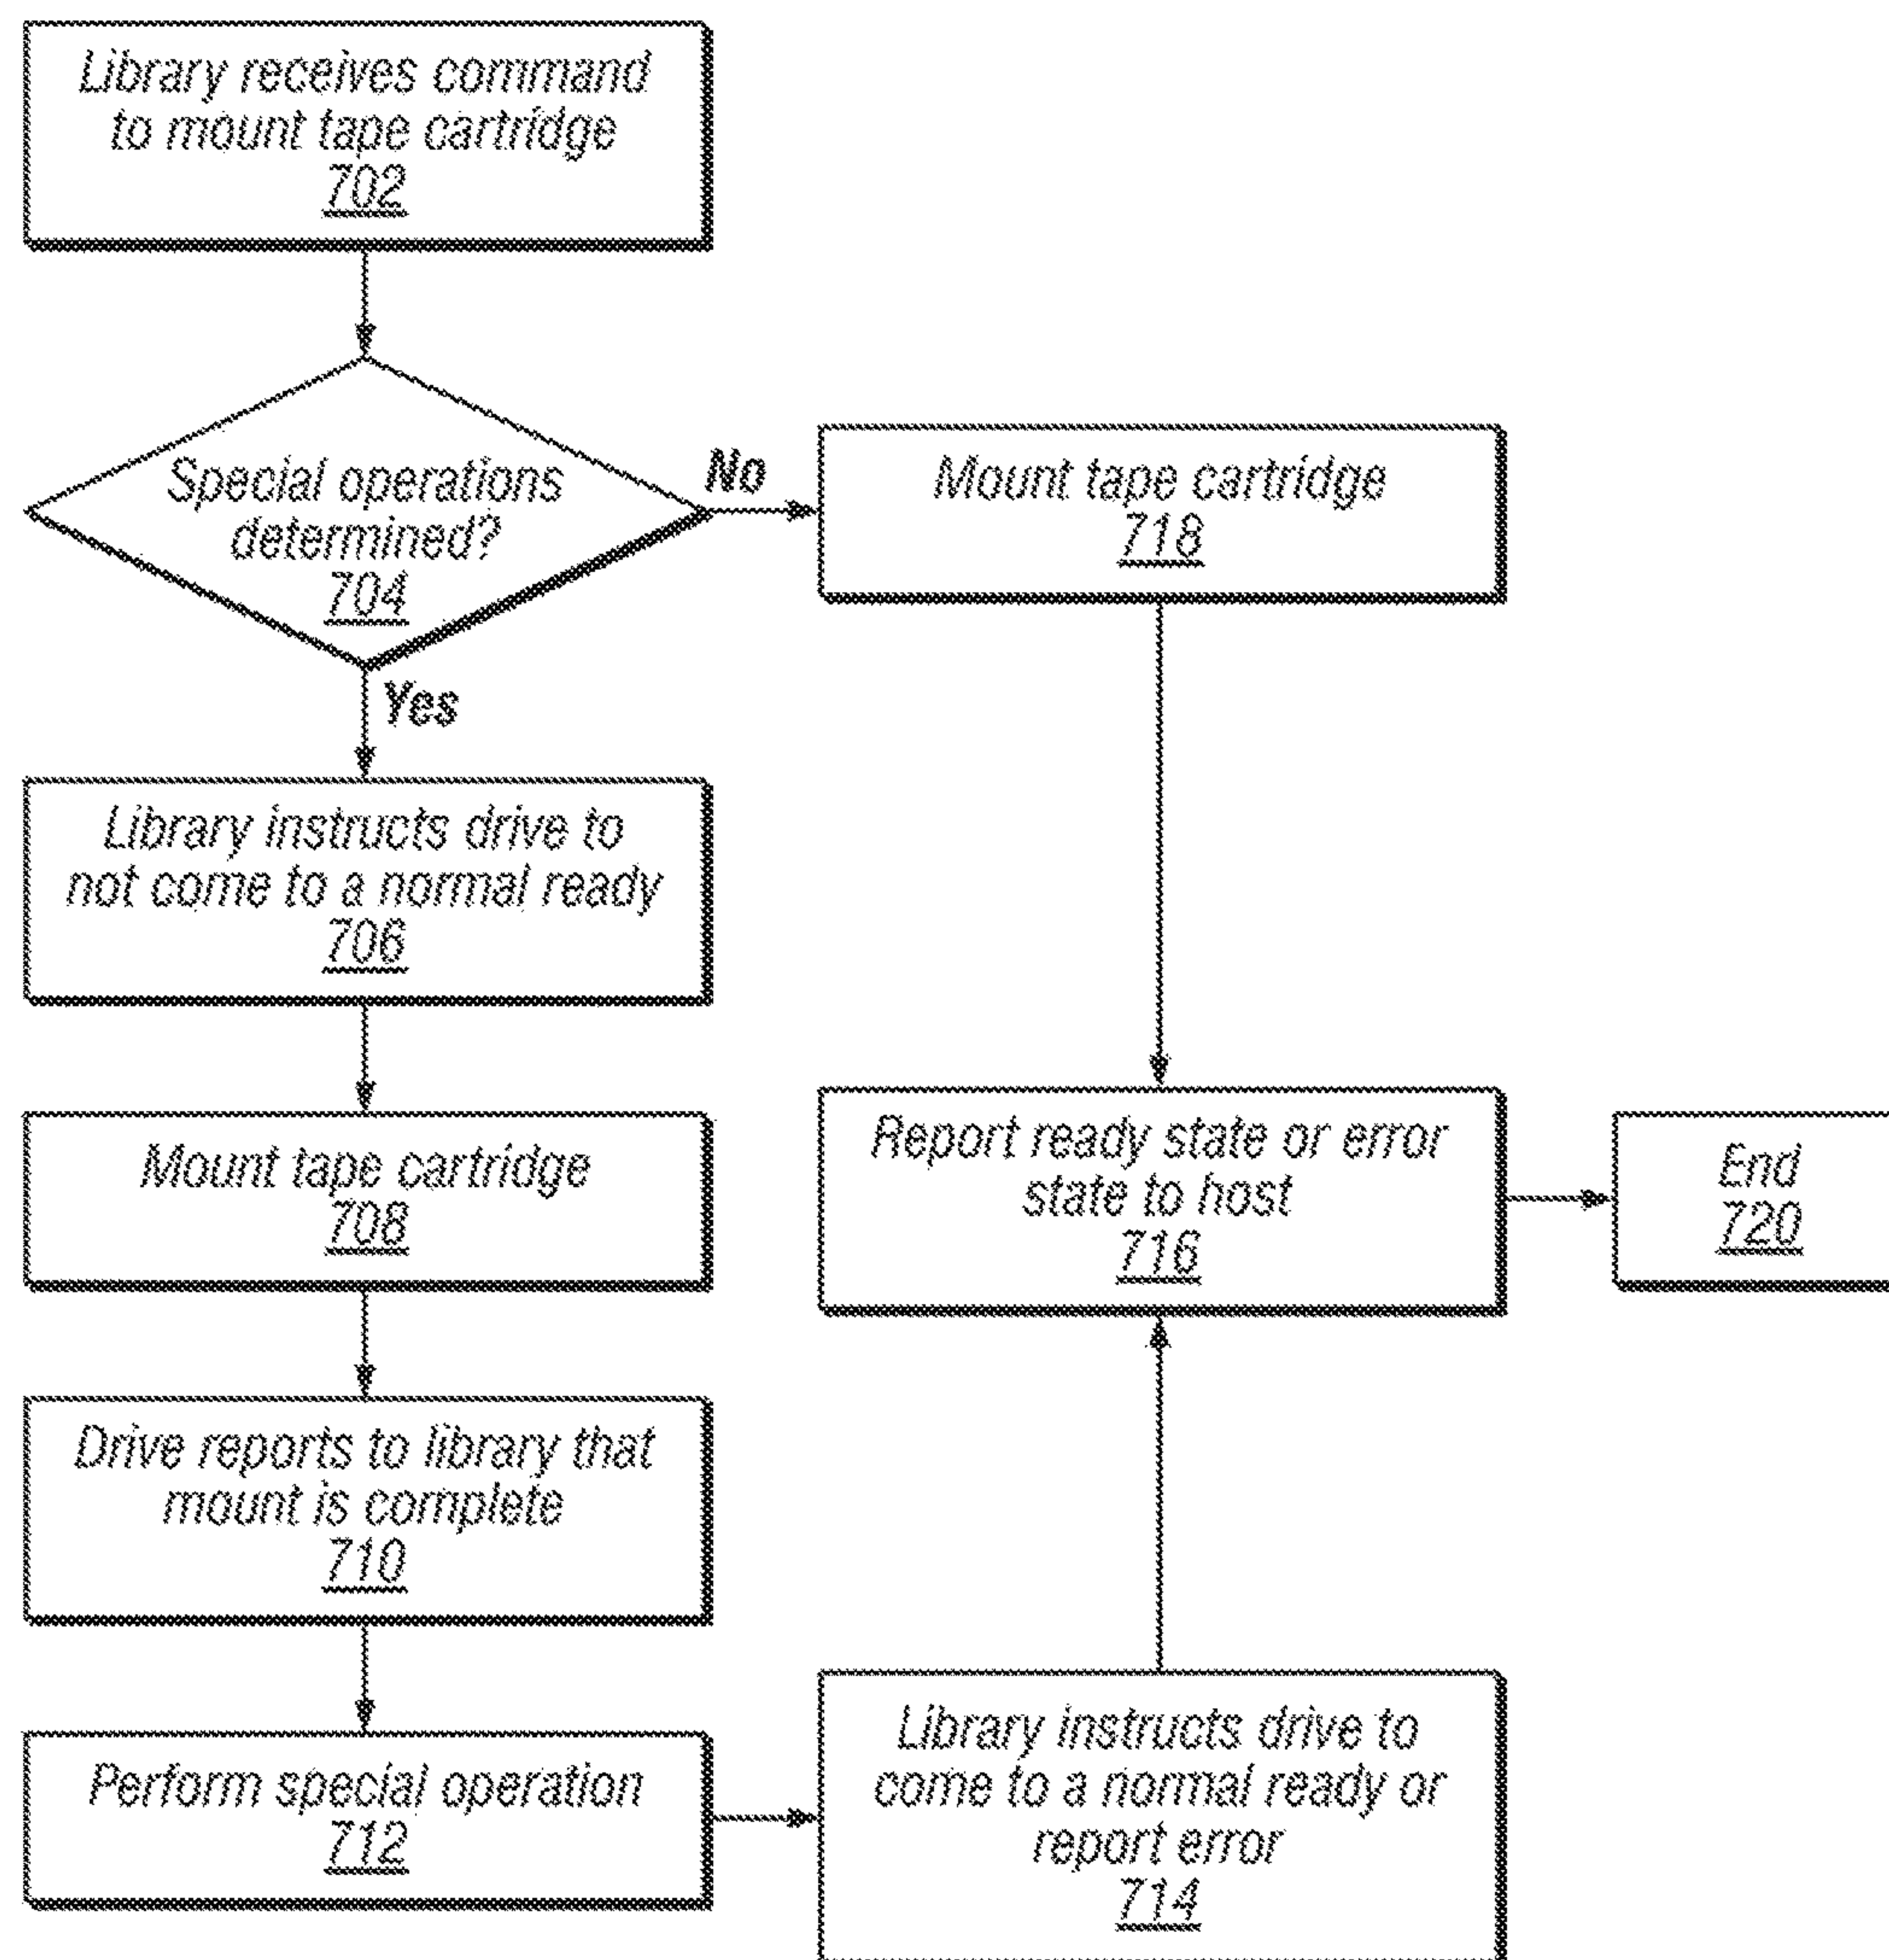 Library receives command
to mount tape cartridge
702
Special operations
determined?
704
No
Yes
Mount tape cartridge
718
Library instructs drive to
not come to a normal ready
706
Mount tape cartridge
708
Report ready state or error
state to host
716
End
720
Drive reports to library that
mount is complete
710
Perform special operation
712
Library instructs drive to
come to a normal ready or
report error
714